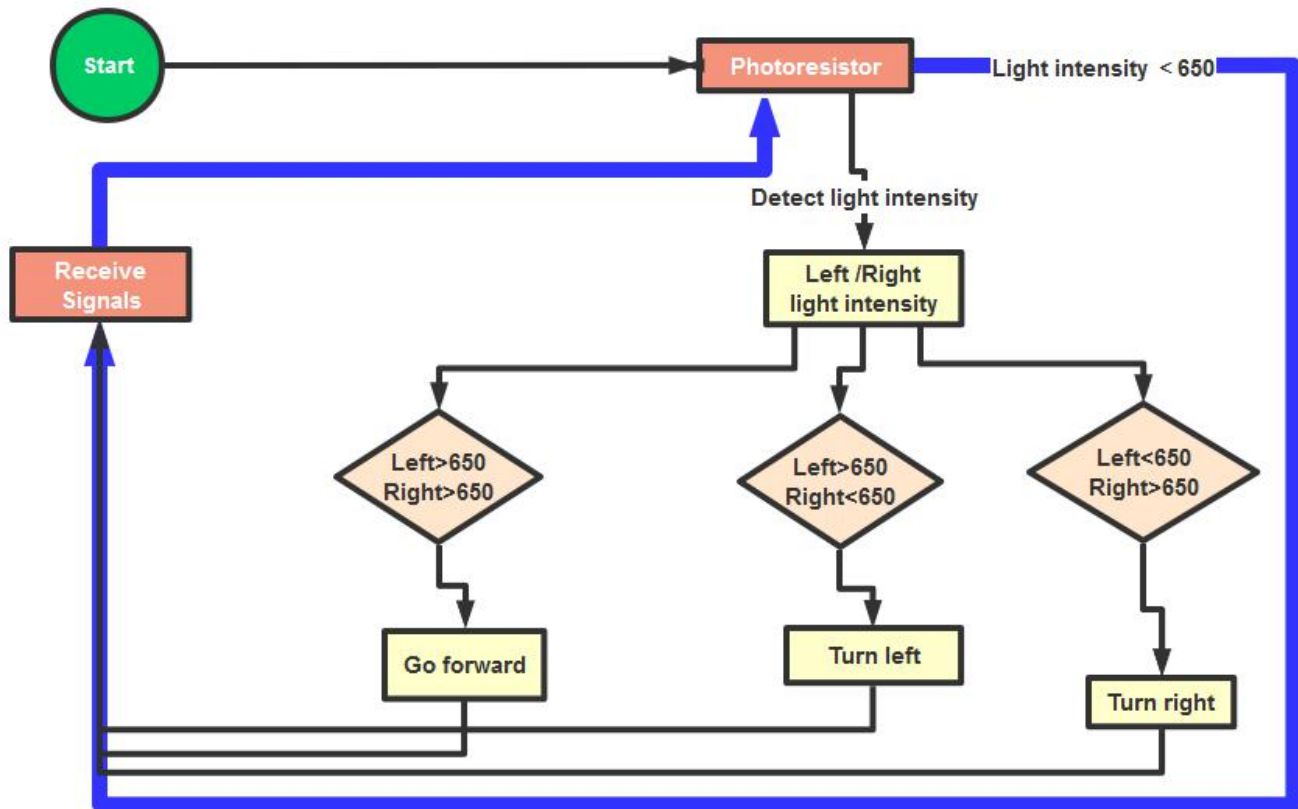 Start
Photoresistor
Light intensity < 650
Detect light intensity
Receive
Signals
Left /Right
light intensity
Left>650
Right>650
Left>650
Right<650
Left<650
Right>650
Go forward
Turn left
Turn right